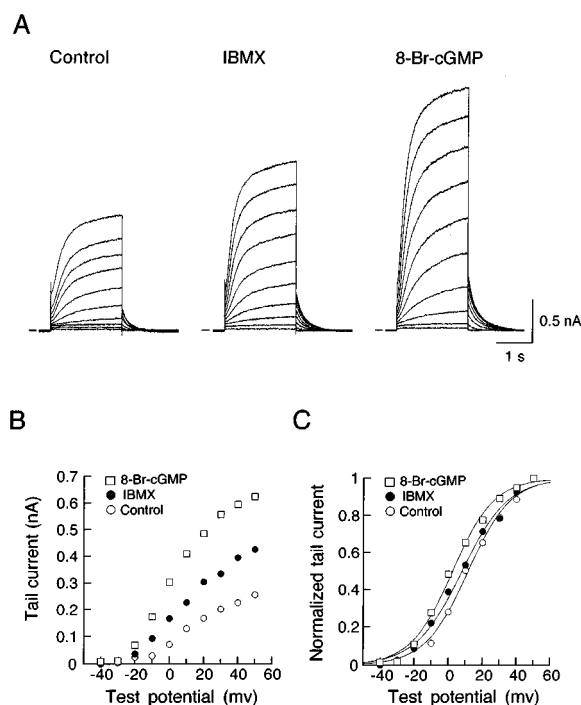 A
Control IBMX 8-Br-cGMP
0.5 nA
1 s
B
C
0.7
0.6
0.5
0.4
0.3
0.2
0.1
0
Tail current (nA)
□ 8-Br-cGMP
● IBMX
○ Control
-40 -20 0 20 40 60
Test potential (mv)
1
0.8
0.6
0.4
0.2
0
Normalized tail current
□ 8-Br-cGMP
● IBMX
○ Control
-40 -20 0 20 40 60
Test potential (mv)